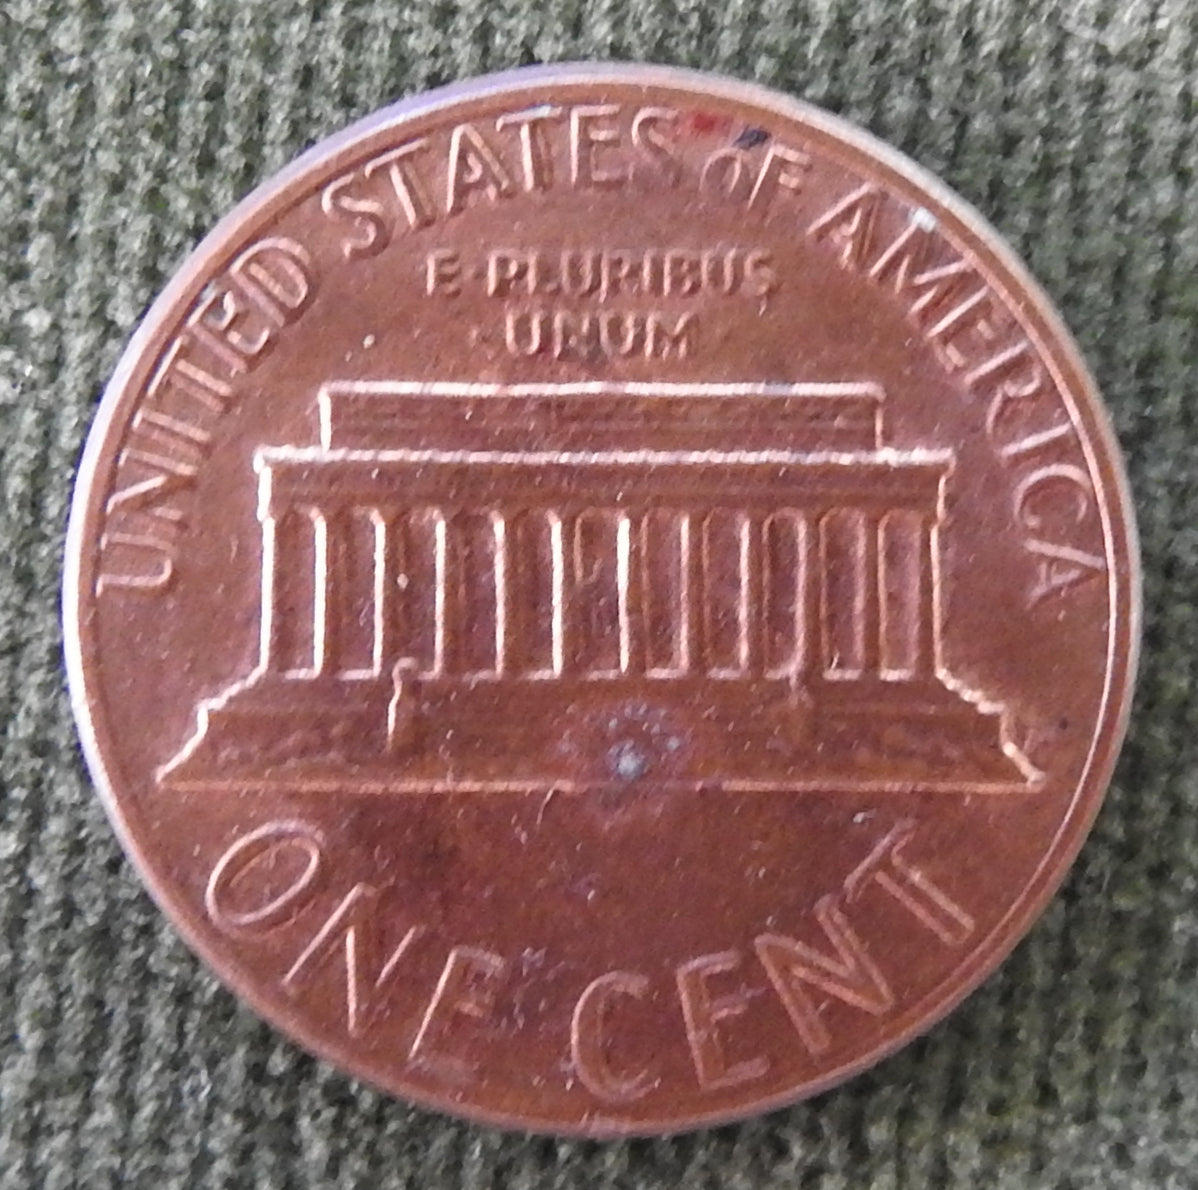 UNITED STATES OF AMERICA
E·PLURIBUS
UNUM
ONE CENT